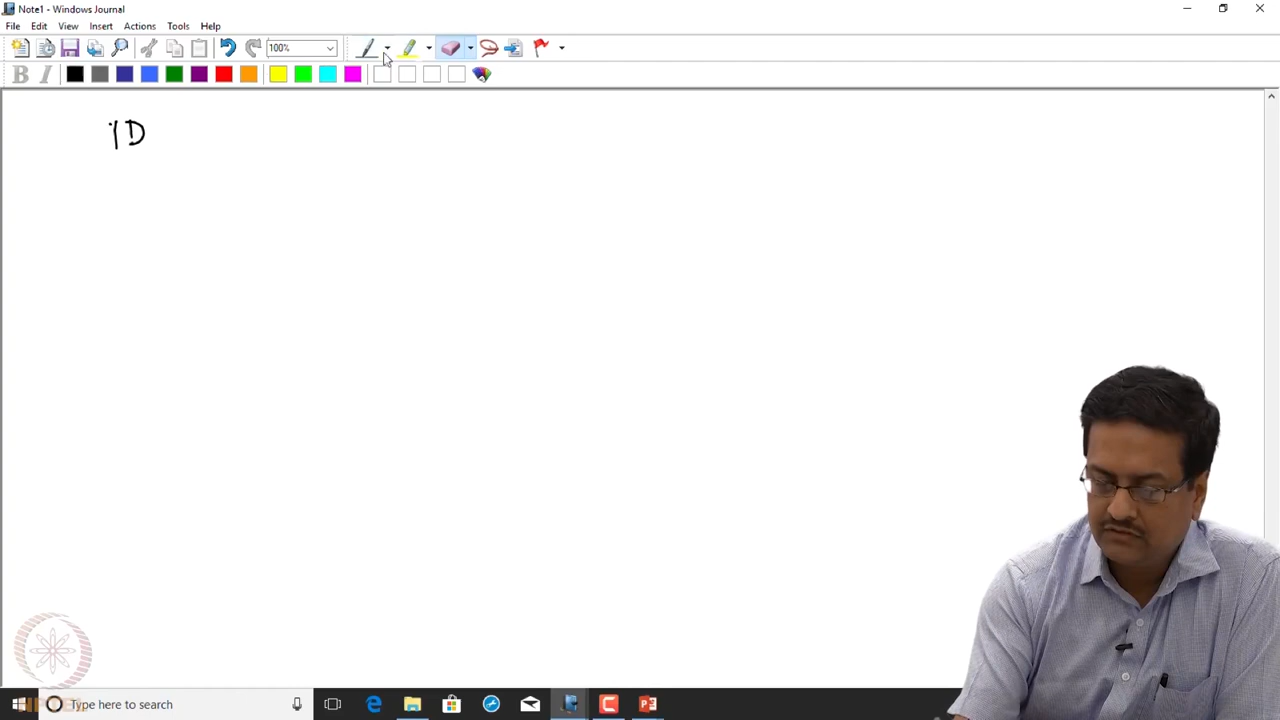 Note1 - Windows Journal
File Edit View Insert Actions Tools Help
100%
B I
1D
Type here to search